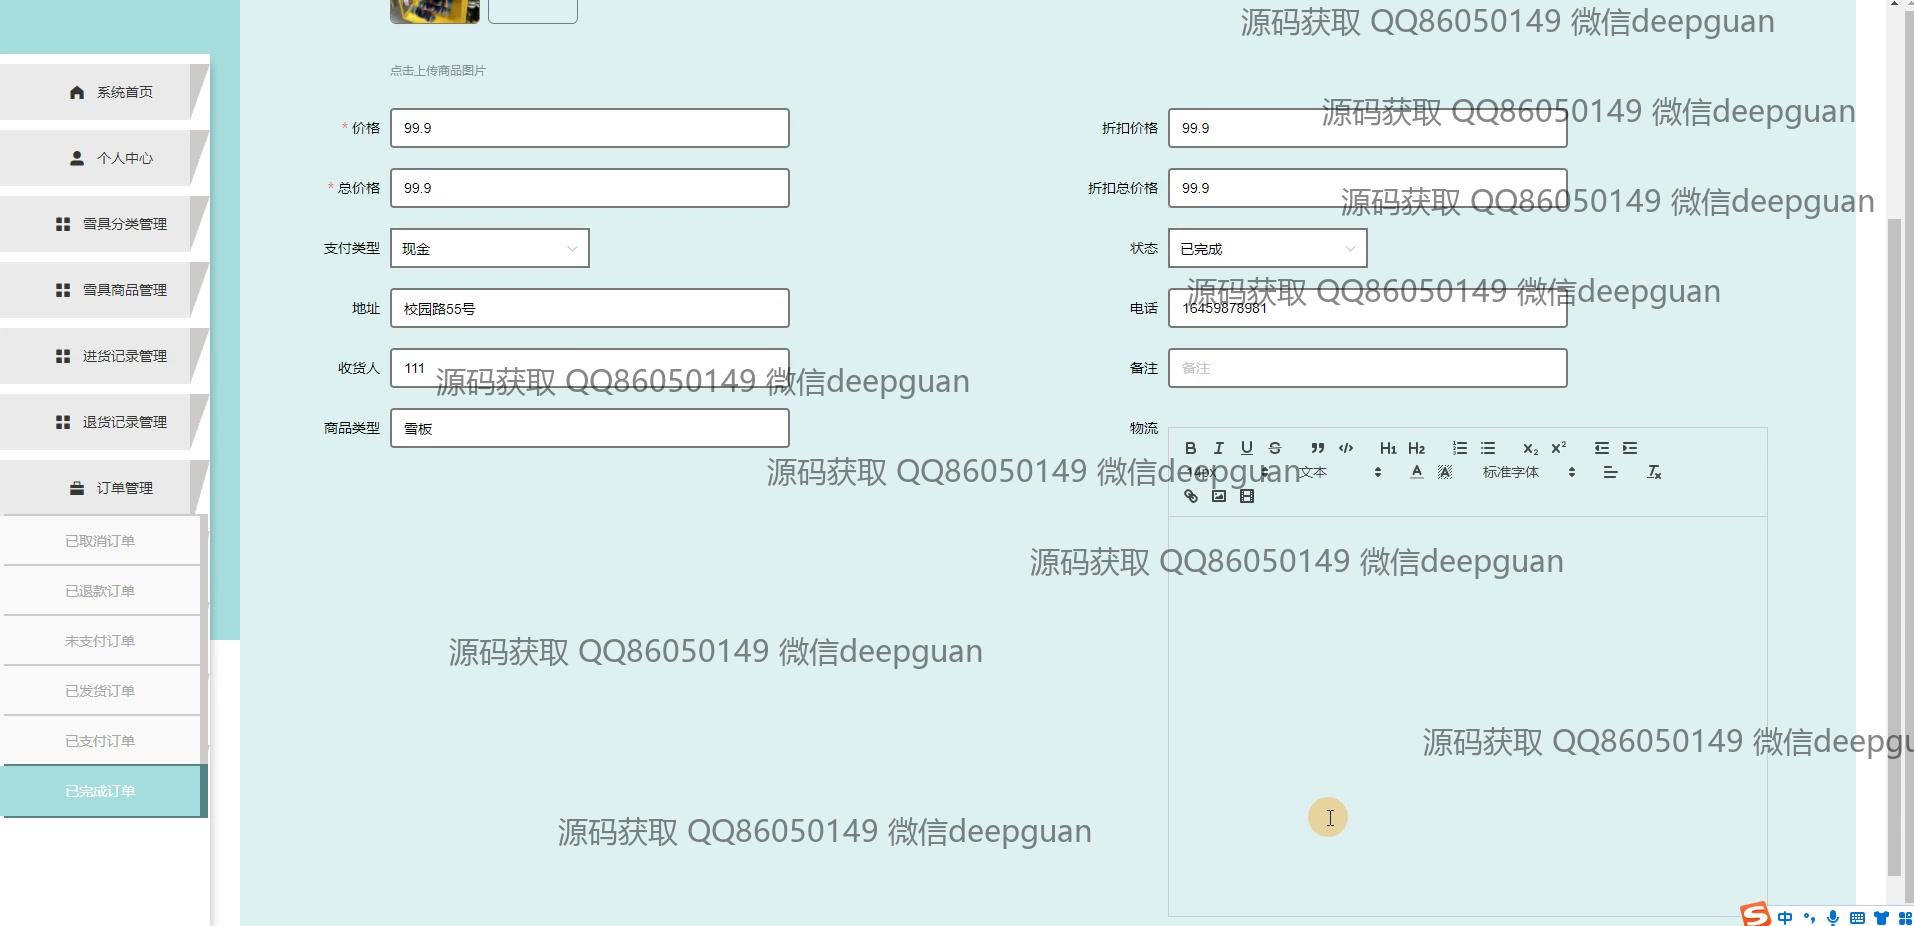 源码获取 QQ86050149 微信deepguan
点击上传商品图片
系统首页
源码获取 QQ86050149 微信deepguan
* 价格 99.9
折扣价格 99.9
个人中心
* 总价格 99.9
折扣总价格 99.9
源码获取 QQ86050149 微信deepguan
雪具分类管理
支付类型 现金
状态 已完成
雪具商品管理
源码获取 QQ86050149 微信deepguan
地址 校园路55号
电话 16459878981
进货记录管理
收货人 111
备注 备注
源码获取 QQ86050149 微信deepguan
退货记录管理
商品类型 雪板
物流
B I U S H1 H2 X2 X2
14px 文本 A A 标准字体 Tx
源码获取 QQ86050149 微信deepguan
订单管理
已取消订单
源码获取 QQ86050149 微信deepguan
已退款订单
未支付订单
源码获取 QQ86050149 微信deepguan
已发货订单
已支付订单
源码获取 QQ86050149 微信deepgu
已完成订单
源码获取 QQ86050149 微信deepguan
S 中